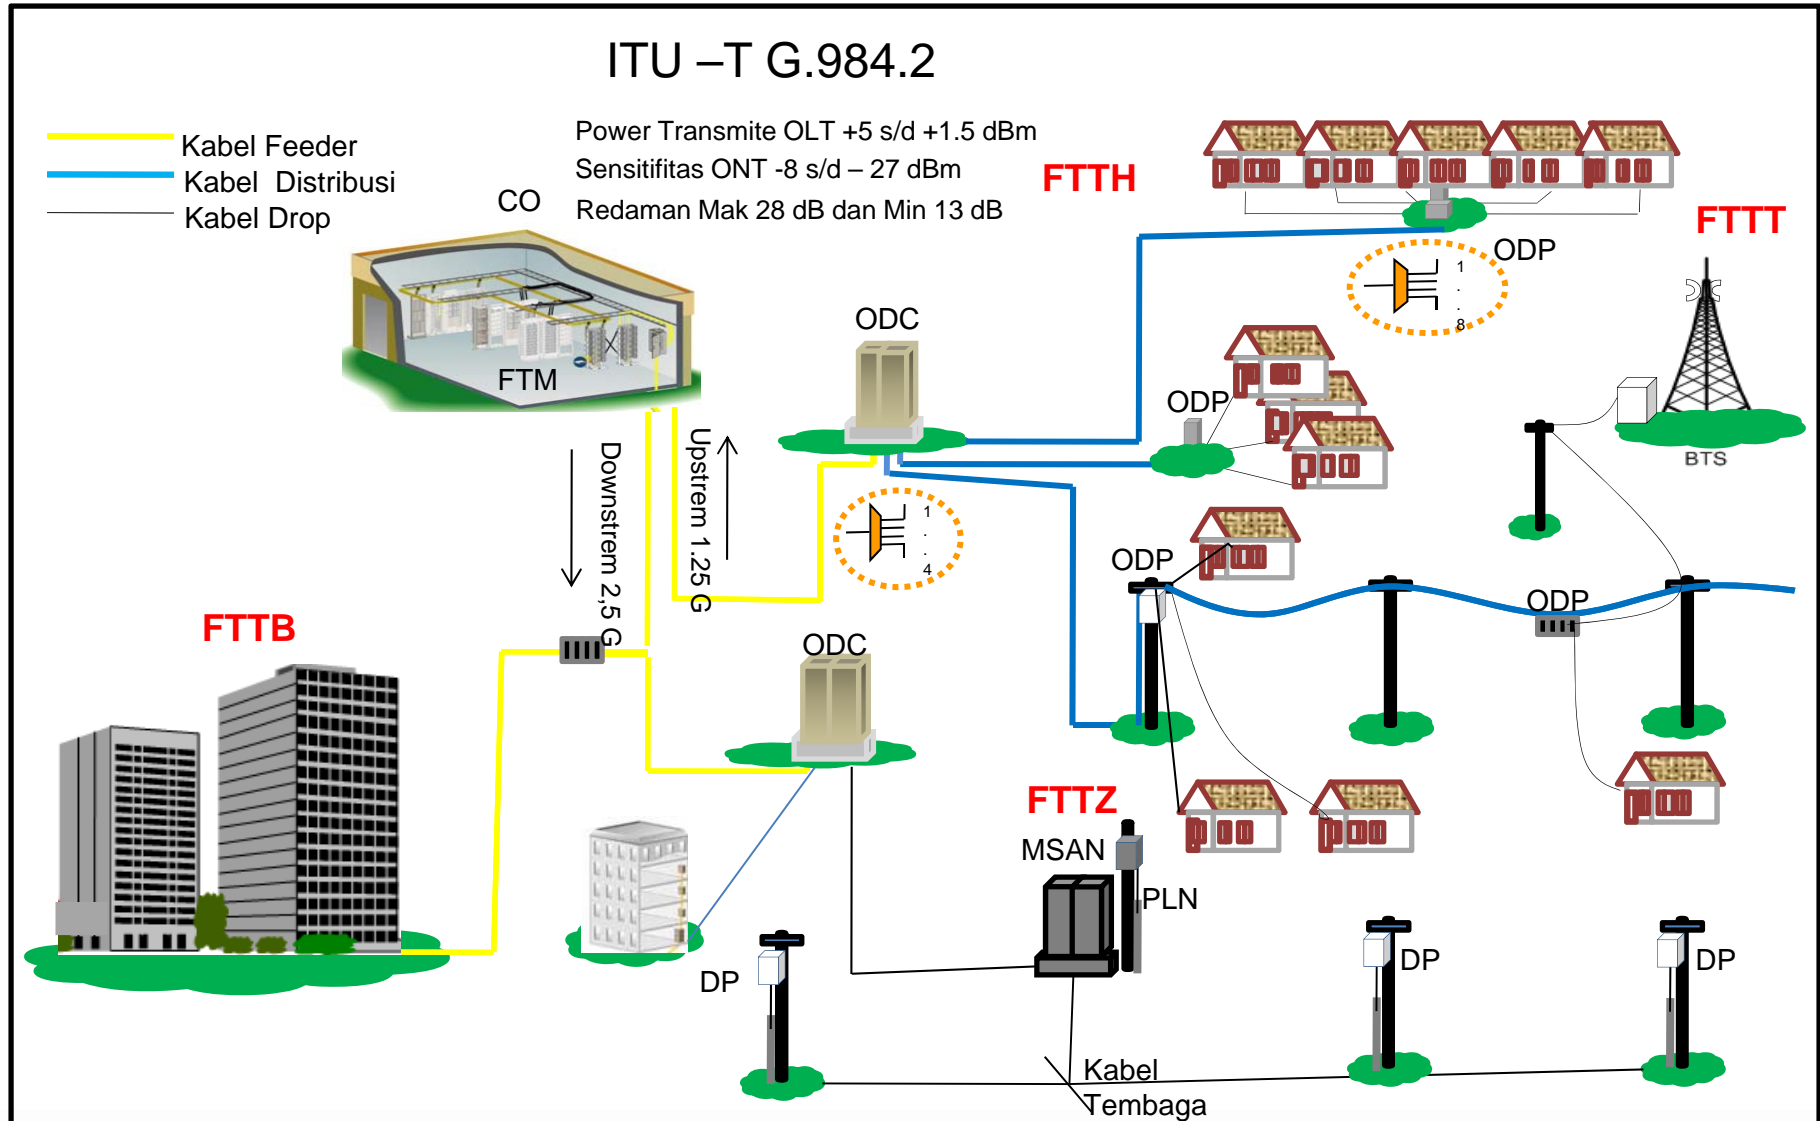 ITU –T G.984.2
Kabel Feeder
Kabel Distribusi
Kabel Drop
Power Transmite OLT +5 s/d +1.5 dBm
Sensitifitas ONT -8 s/d – 27 dBm
Redaman Mak 28 dB dan Min 13 dB
CO
FTM
FTTH
FTTT
ODP
1
.
.
8
ODC
ODP
BTS
Downstrem 2,5 G
Upstrem 1.25 G
1
.
.
4
ODP
ODP
FTTB
ODC
FTTZ
MSAN
PLN
DP
DP
DP
Kabel
Tembaga